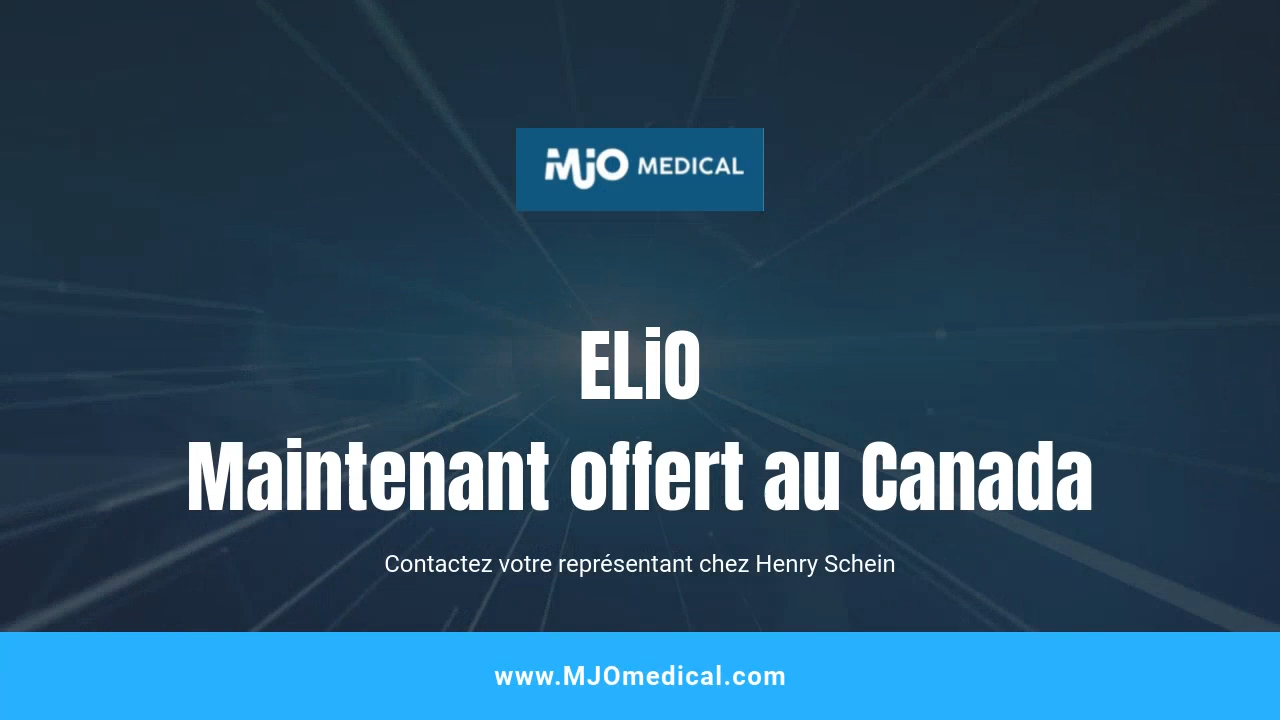 MJO MEDICAL
ELiO
Maintenant offert au Canada
Contactez votre représentant chez Henry Schein
www.MJOmedical.com